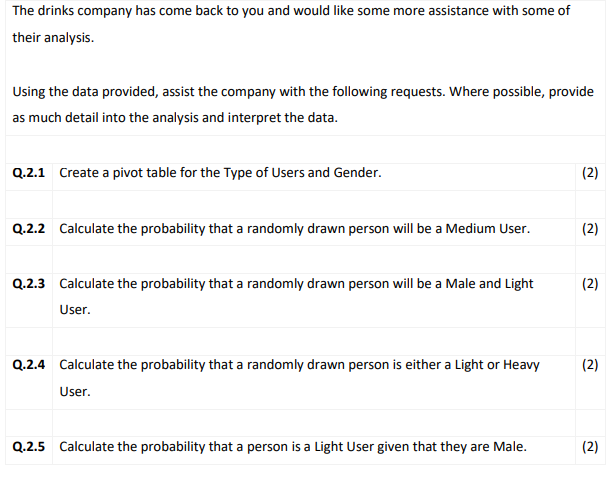 The drinks company has come back to you and would like some more assistance with some of
their analysis.
Using the data provided, assist the company with the following requests. Where possible, provide
as much detail into the analysis and interpret the data.
Q.2.1 Create a pivot table for the Type of Users and Gender. (2)
Q.2.2 Calculate the probability that a randomly drawn person will be a Medium User. (2)
Q.2.3 Calculate the probability that a randomly drawn person will be a Male and Light (2)
User.
Q.2.4 Calculate the probability that a randomly drawn person is either a Light or Heavy (2)
User.
Q.2.5 Calculate the probability that a person is a Light User given that they are Male. (2)